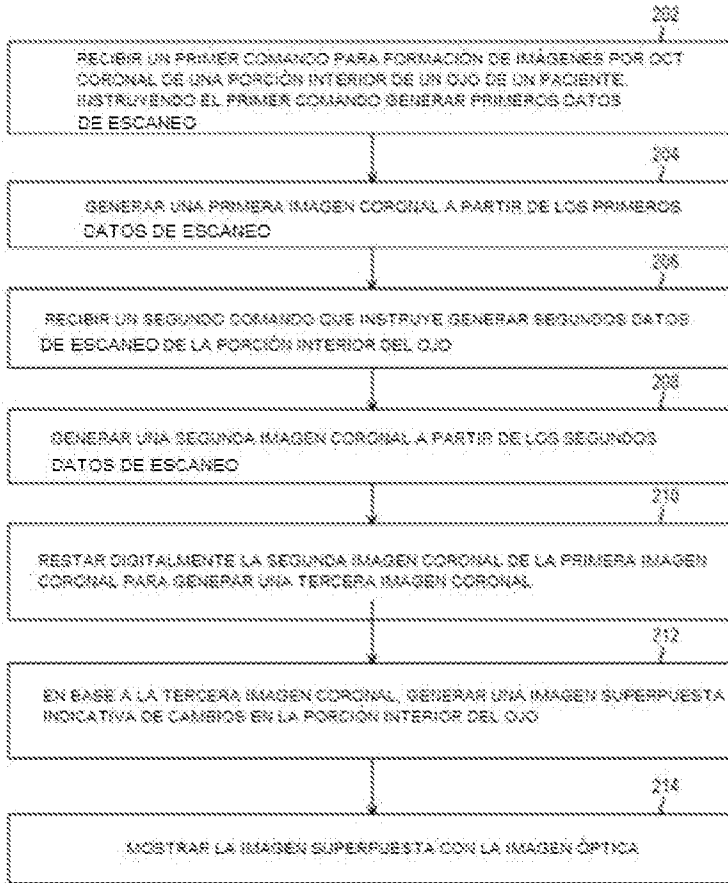 202
RECIBIR UN PRIMER COMANDO PARA FORMACIÓN DE IMÁGENES POR OCT
CORONAL DE UNA PORCIÓN INTERIOR DE UN OJO DE UN PACIENTE,
INSTRUYENDO EL PRIMER COMANDO GENERAR PRIMEROS DATOS
DE ESCANEO
204
GENERAR UNA PRIMERA IMAGEN CORONAL A PARTIR DE LOS PRIMEROS
DATOS DE ESCANEO
206
RECIBIR UN SEGUNDO COMANDO QUE INSTRUYE GENERAR SEGUNDOS DATOS
DE ESCANEO DE LA PORCIÓN INTERIOR DEL OJO
208
GENERAR UNA SEGUNDA IMAGEN CORONAL A PARTIR DE LOS SEGUNDOS
DATOS DE ESCANEO
210
RESTAR DIGITALMENTE LA SEGUNDA IMAGEN CORONAL DE LA PRIMERA IMAGEN
CORONAL PARA GENERAR UNA TERCERA IMAGEN CORONAL
212
EN BASE A LA TERCERA IMAGEN CORONAL, GENERAR UNA IMAGEN SUPERPUESTA
INDICATIVA DE CAMBIOS EN LA PORCIÓN INTERIOR DEL OJO
214
MOSTRAR LA IMAGEN SUPERPUESTA CON LA IMAGEN ÓPTICA